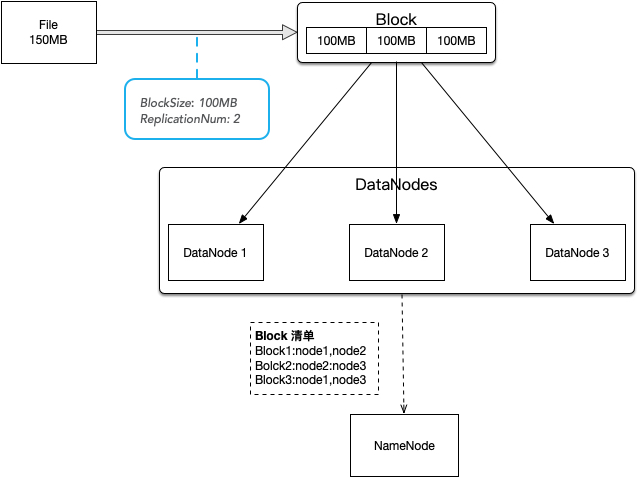 File
150MB
Block
100MB 100MB 100MB
BlockSize: 100MB
ReplicationNum: 2
DataNodes
DataNode 1
DataNode 2
DataNode 3
Block 清单
Block1:node1,node2
Bolck2:node2:node3
Block3:node1,node3
NameNode